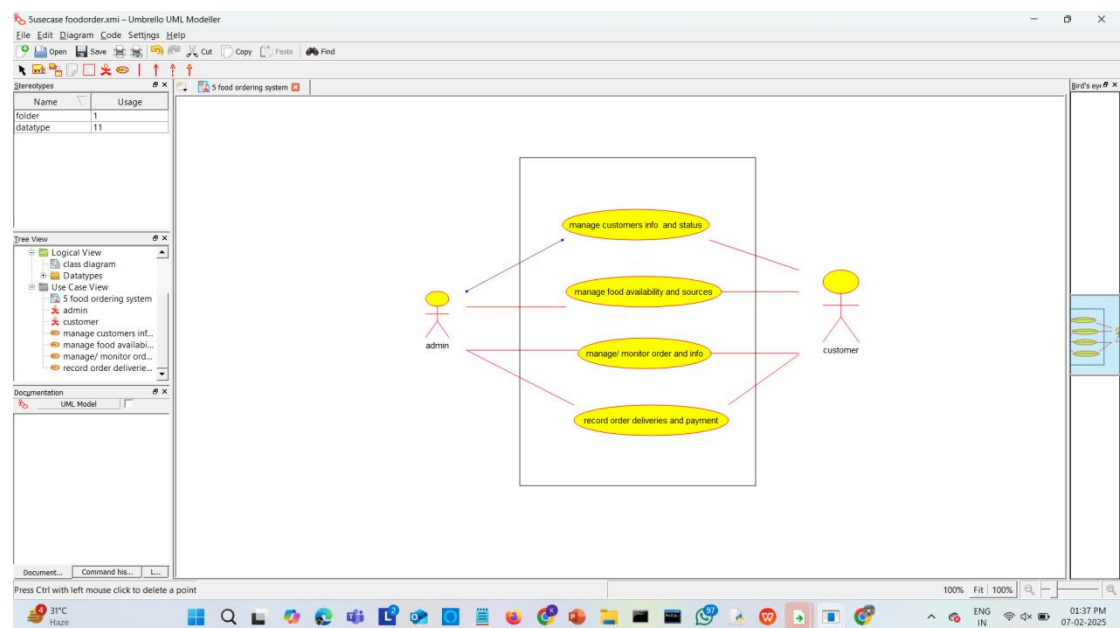 5usecase foodorder.xmi – Umbrello UML Modeller
File Edit Diagram Code Settings Help
Open Save Cut Copy Paste Find
Stereotypes
Name Usage
folder 1
datatype 11
5 food ordering system
Bird's eye
Tree View
Logical View
class diagram
Datatypes
Use Case View
5 food ordering system
admin
customer
manage customers inf...
manage food availabi...
manage/ monitor ord...
record order deliverie...
Documentation
UML Model
manage customers info and status
manage food availability and sources
manage/ monitor order and info
record order deliveries and payment
admin
customer
Document... Command his... L...
Press Ctrl with left mouse click to delete a point
100% Fit 100%
4
31°C
Haze
97
ENG
IN
01:37 PM
07-02-2025